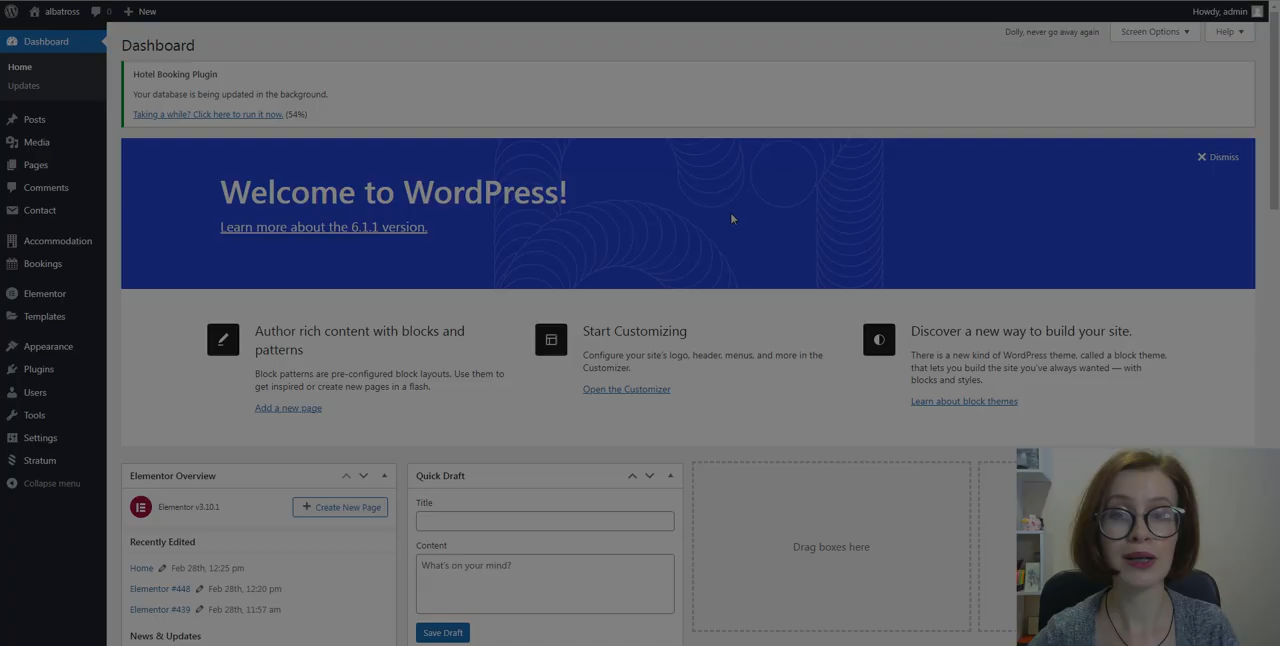 albatross
0
New
Howdy, admin
Dashboard
Home
Updates
Posts
Media
Pages
Comments
Contact
Accommodation
Bookings
Elementor
Templates
Appearance
Plugins
Users
Tools
Settings
Stratum
Collapse menu
Dashboard
Dolly, never go away again
Screen Options
Help
Hotel Booking Plugin
Your database is being updated in the background.
Taking a while? Click here to run it now. (54%)
Dismiss
Welcome to WordPress!
Learn more about the 6.1.1 version.
Author rich content with blocks and
patterns
Block patterns are pre-configured block layouts. Use them to
get inspired or create new pages in a flash.
Add a new page
Start Customizing
Configure your site's logo, header, menus, and more in the
Customizer.
Open the Customizer
Discover a new way to build your site.
There is a new kind of WordPress theme, called a block theme,
that lets you build the site you've always wanted — with
blocks and styles.
Learn about block themes
Elementor Overview
Elementor v3.10.1
Create New Page
Recently Edited
Home Feb 28th, 12:25 pm
Elementor #448 Feb 28th, 12:20 pm
Elementor #439 Feb 28th, 11:57 am
News & Updates
Quick Draft
Title
Content
What's on your mind?
Save Draft
Drag boxes here